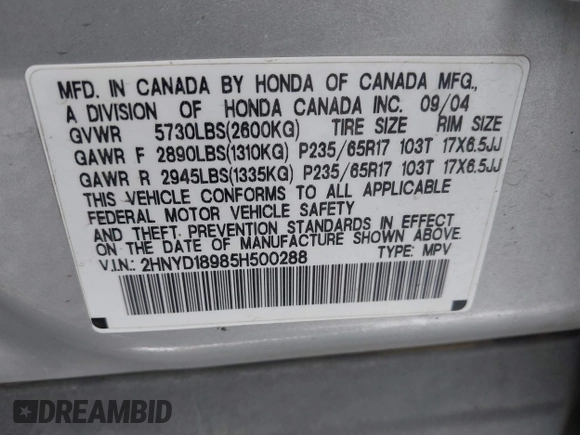 MFD. IN CANADA BY HONDA OF CANADA MFG.,
A DIVISION OF HONDA CANADA INC. 09/04
GVWR 5730LBS(2600KG) TIRE SIZE RIM SIZE
GAWR F 2890LBS(1310KG) P235/65R17 103T 17X6.5JJ
GAWR R 2945LBS(1335KG) P235/65R17 103T 17X6.5JJ
THIS VEHICLE CONFORMS TO ALL APPLICABLE
FEDERAL MOTOR VEHICLE SAFETY
AND THEFT PREVENTION STANDARDS IN EFFECT
ON THE DATE OF MANUFACTURE SHOWN ABOVE.
V.I.N.: 2HNYD18985H500288 TYPE: MPV
DREAMBID